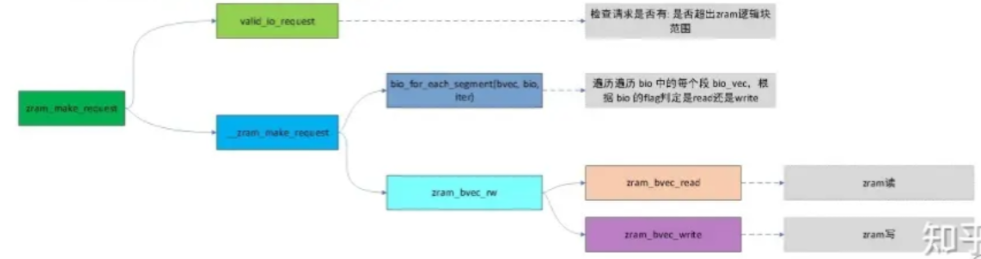 valid_io_request
检查请求是否有: 是否超出zram逻辑块
范围
zram_make_request
bio_for_each_segment(bvec, bio,
iter)
遍历遍历 bio 中的每个段 bio_vec，根
据 bio 的flag判定是read还是write
__zram_make_request
zram_bvec_rw
zram_bvec_read
zram读
zram_bvec_write
zram写
知乎